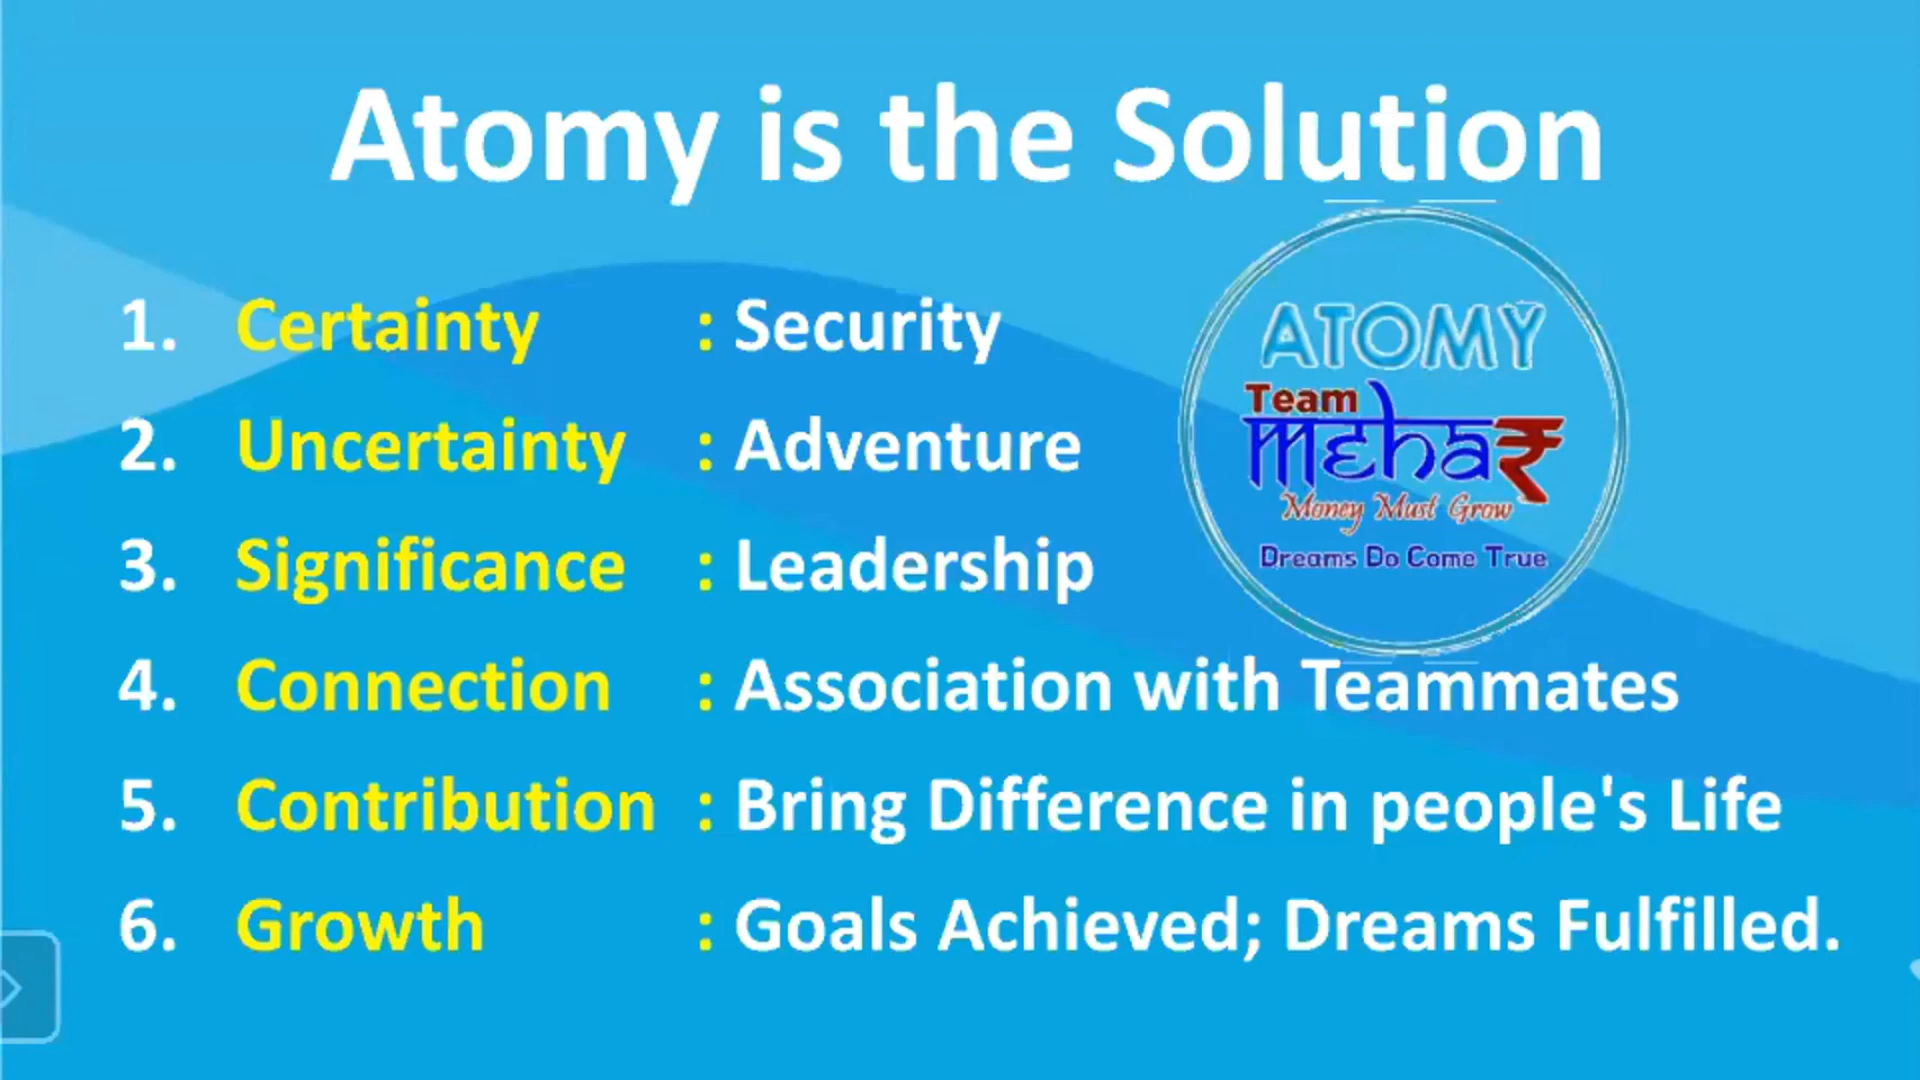 Atomy is the Solution
1. Certainty : Security
2. Uncertainty : Adventure
3. Significance : Leadership
4. Connection : Association with Teammates
5. Contribution : Bring Difference in people's Life
6. Growth : Goals Achieved; Dreams Fulfilled.
ATOMY
Team
Meha₹
Money Must Grow
Dreams Do Come True